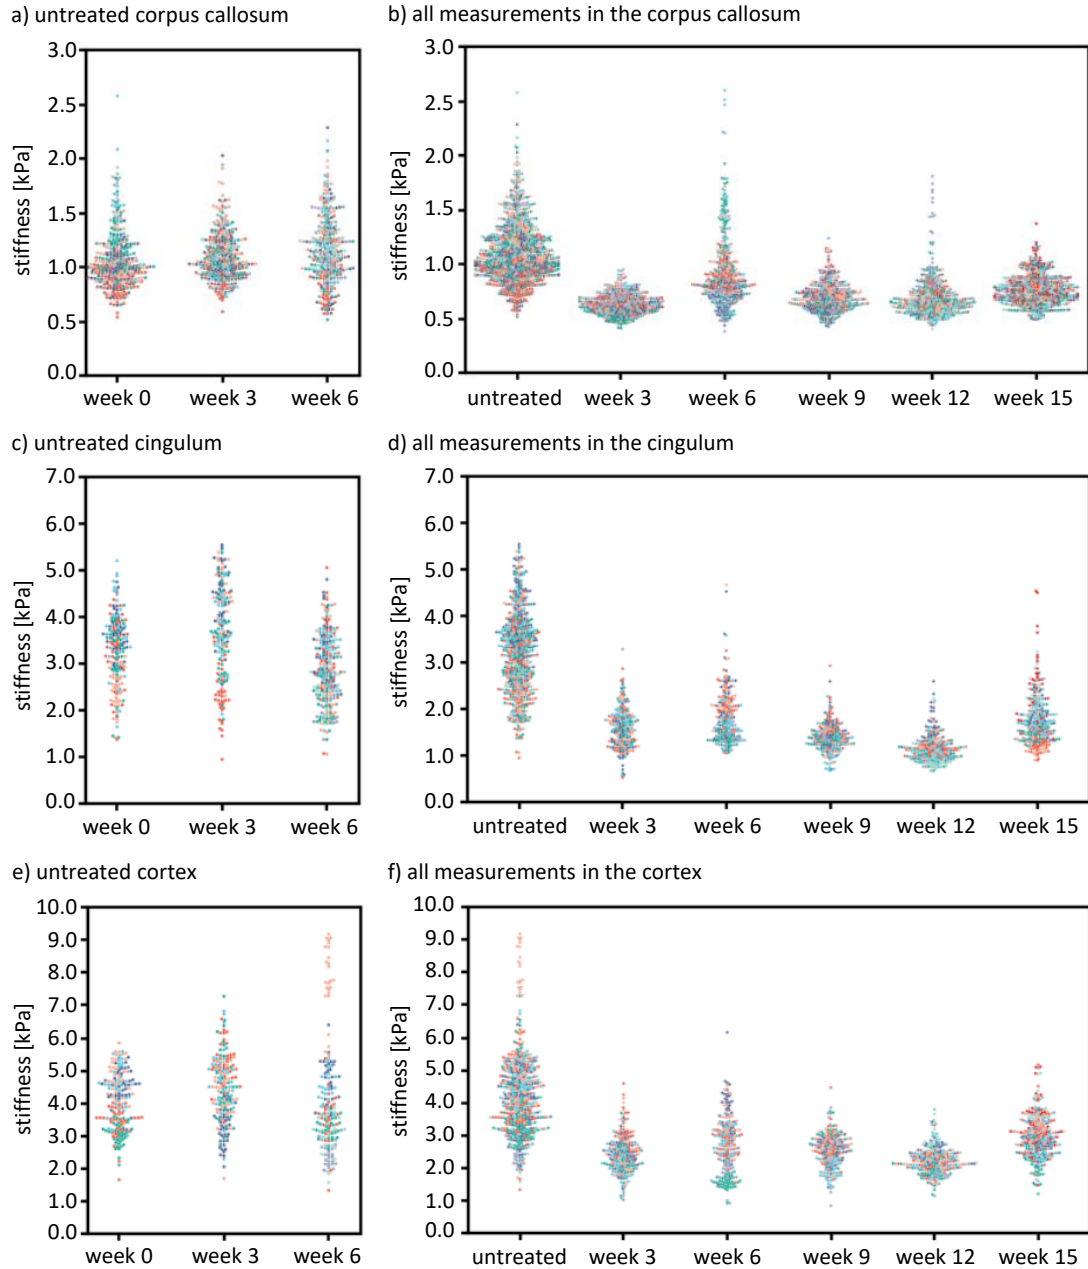 a) untreated corpus callosum
stiffness [kPa]
3.0
2.5
2.0
1.5
1.0
0.5
0.0
week 0 week 3 week 6
b) all measurements in the corpus callosum
stiffness [kPa]
3.0
2.5
2.0
1.5
1.0
0.5
0.0
untreated week 3 week 6 week 9 week 12 week 15
c) untreated cingulum
stiffness [kPa]
7.0
6.0
5.0
4.0
3.0
2.0
1.0
0.0
week 0 week 3 week 6
d) all measurements in the cingulum
stiffness [kPa]
7.0
6.0
5.0
4.0
3.0
2.0
1.0
0.0
untreated week 3 week 6 week 9 week 12 week 15
e) untreated cortex
stiffness [kPa]
10.0
9.0
8.0
7.0
6.0
5.0
4.0
3.0
2.0
1.0
0.0
week 0 week 3 week 6
f) all measurements in the cortex
stiffness [kPa]
10.0
9.0
8.0
7.0
6.0
5.0
4.0
3.0
2.0
1.0
0.0
untreated week 3 week 6 week 9 week 12 week 15